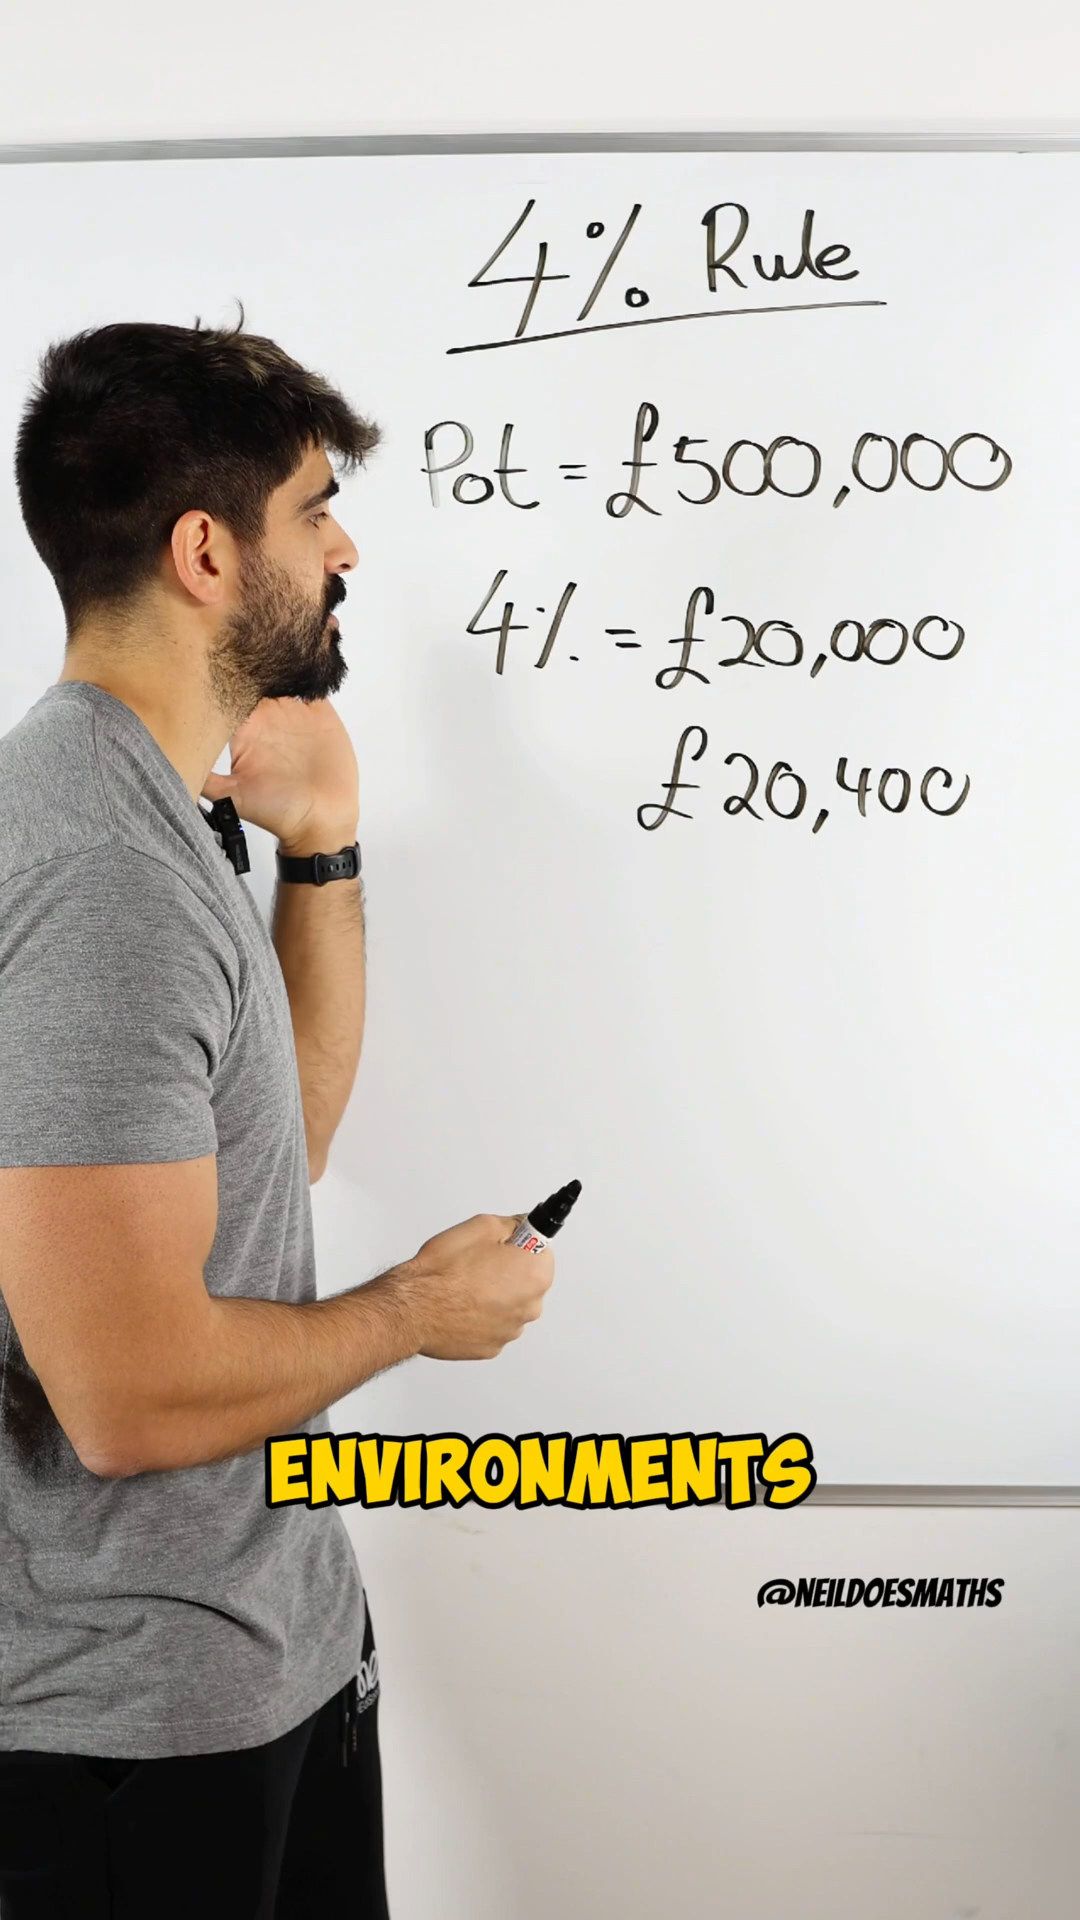 4% Rule
Pot = £500,000
4% = £20,000
£20,400
ENVIRONMENTS
@NEILDOESMATHS